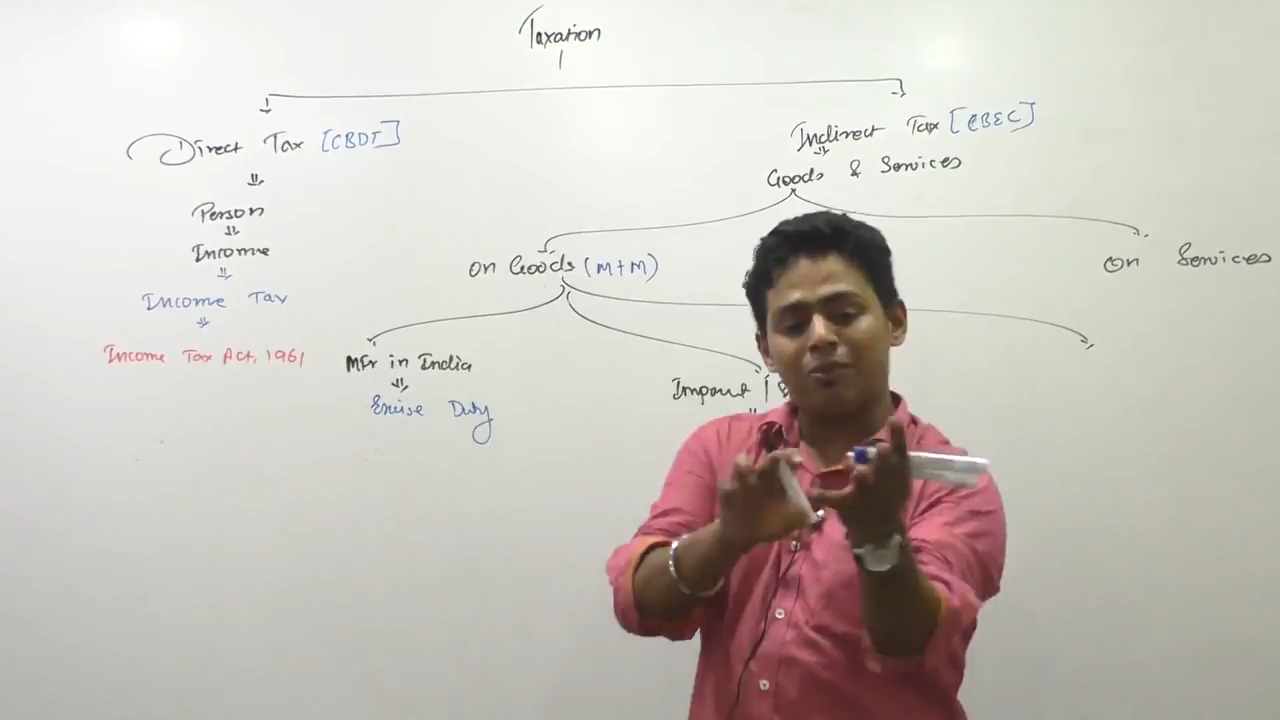 Taxation
Direct Tax [CBDT]
Indirect Tax [CBEC]
Goods & Services
Person
Income
Income Tax
Income Tax Act, 1961
On Goods (M+M)
On Services
Mfr in India
Excise Duty
Import |